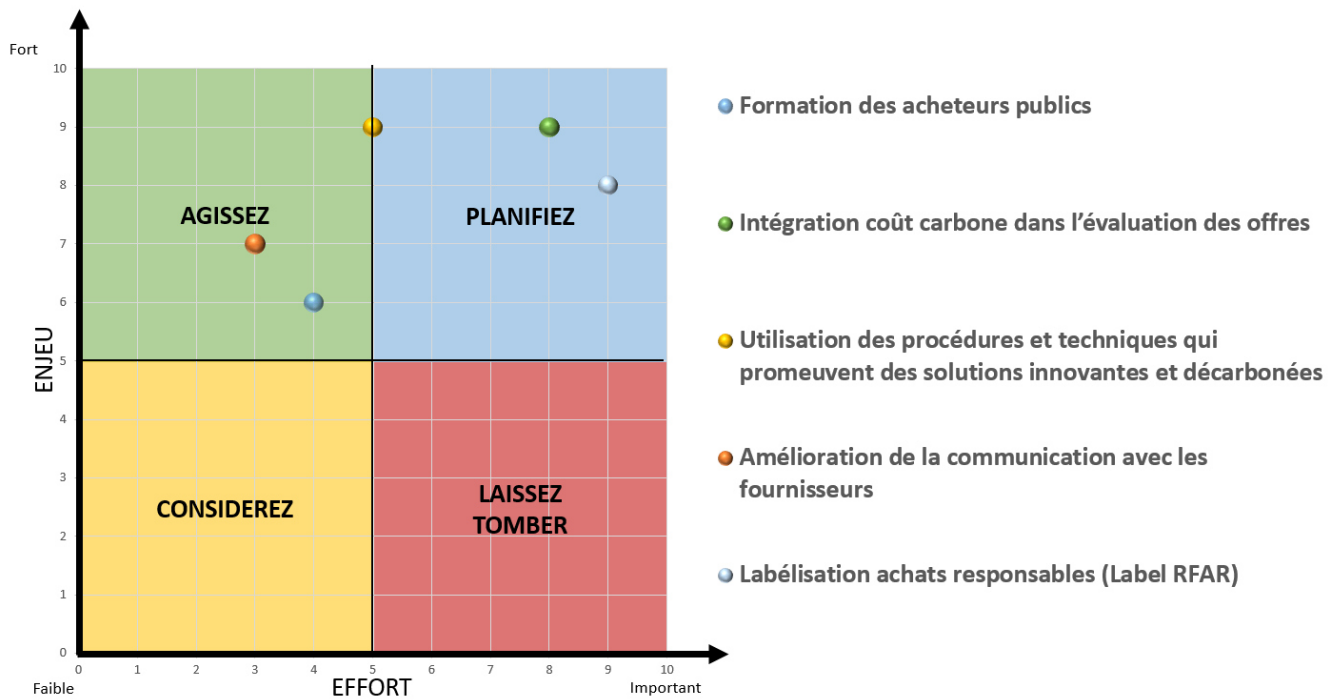 Fort
10
9
8
7
6
5
4
3
2
1
0
ENJEU
AGISSEZ
PLANIFIEZ
CONSIDEREZ
LAISSEZ
TOMBER
0 1 2 3 4 5 6 7 8 9 10
Faible
EFFORT
Important
Formation des acheteurs publics
Intégration coût carbone dans l’évaluation des offres
Utilisation des procédures et techniques qui
promeuvent des solutions innovantes et décarbonées
Amélioration de la communication avec les
fournisseurs
Labélisation achats responsables (Label RFAR)